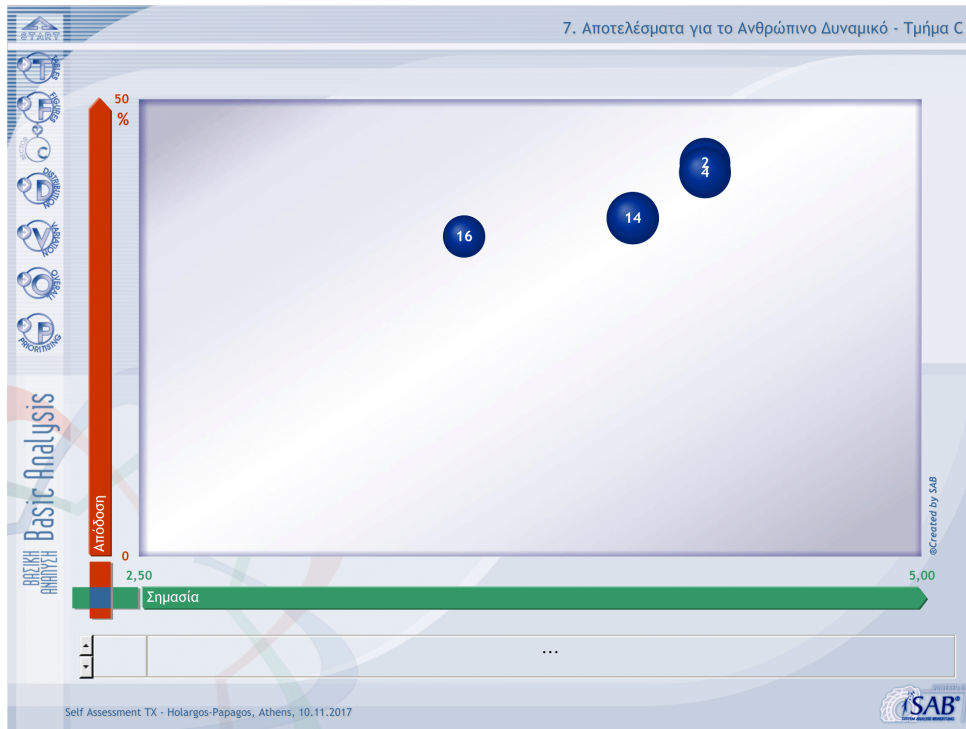 START
7. Αποτελέσματα για το Ανθρώπινο Δυναμικό - Τμήμα C
T
TABLES
F
FIGURES
SECTOR
C
D
DISTRIBUTION
V
VARIATION
O
OVERALL
P
PRIORITISING
ΒΑΣΙΚΗ
ΑΝΑΛΥΣΗ
Basic Analysis
50
%
Απόδοση
0
2
4
14
16
2,50
5,00
Σημασία
©Created by SAB
...
Self Assessment TX - Holargos-Papagos, Athens, 10.11.2017
SAB®